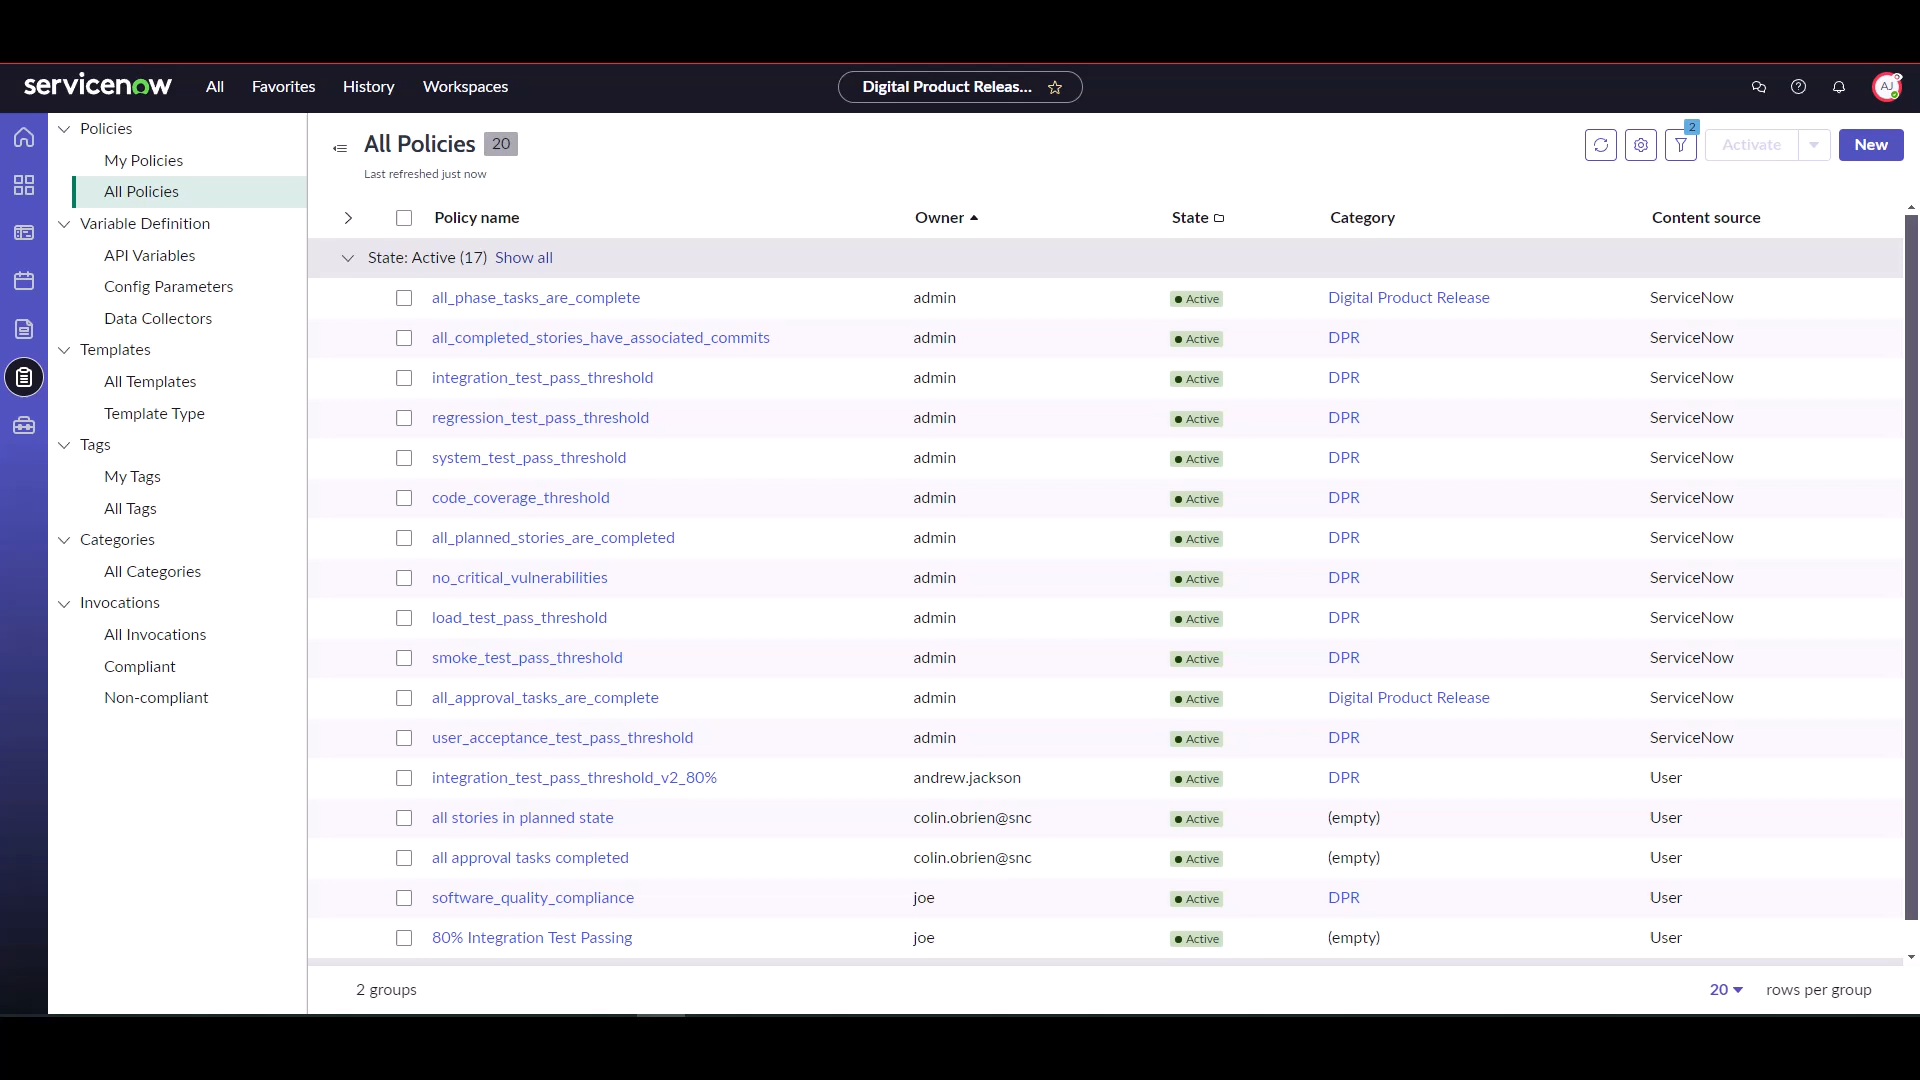 servicenow All Favorites History Workspaces Digital Product Releas... AJ
Policies
My Policies
All Policies
Variable Definition
API Variables
Config Parameters
Data Collectors
Templates
All Templates
Template Type
Tags
My Tags
All Tags
Categories
All Categories
Invocations
All Invocations
Compliant
Non-compliant
All Policies 20
Last refreshed just now
2
Activate New
Policy name Owner State Category Content source
State: Active (17) Show all
all_phase_tasks_are_complete admin Active Digital Product Release ServiceNow
all_completed_stories_have_associated_commits admin Active DPR ServiceNow
integration_test_pass_threshold admin Active DPR ServiceNow
regression_test_pass_threshold admin Active DPR ServiceNow
system_test_pass_threshold admin Active DPR ServiceNow
code_coverage_threshold admin Active DPR ServiceNow
all_planned_stories_are_completed admin Active DPR ServiceNow
no_critical_vulnerabilities admin Active DPR ServiceNow
load_test_pass_threshold admin Active DPR ServiceNow
smoke_test_pass_threshold admin Active DPR ServiceNow
all_approval_tasks_are_complete admin Active Digital Product Release ServiceNow
user_acceptance_test_pass_threshold admin Active DPR ServiceNow
integration_test_pass_threshold_v2_80% andrew.jackson Active DPR User
all stories in planned state colin.obrien@snc Active (empty) User
all approval tasks completed colin.obrien@snc Active (empty) User
software_quality_compliance joe Active DPR User
80% Integration Test Passing joe Active (empty) User
2 groups 20 rows per group